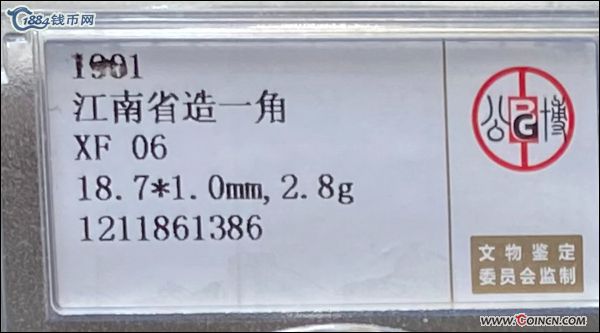 1884钱币网
1901
江南省造一角
XF 06
18.7*1.0mm,2.8g
1211861386
公博
PG
文物鉴定
委员会监制
WWW.COINCN.COM